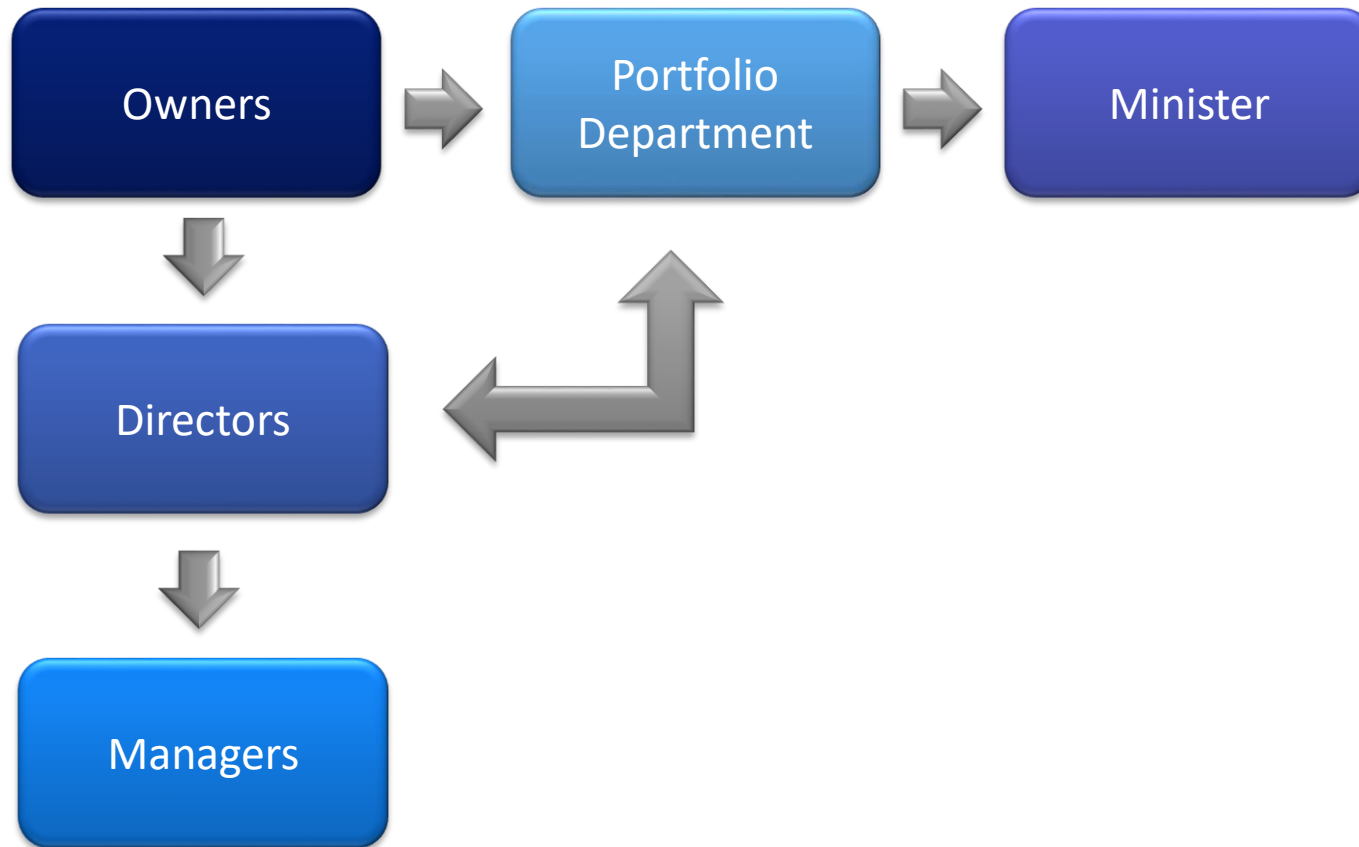 Owners
Portfolio
Department
Minister
Directors
Managers